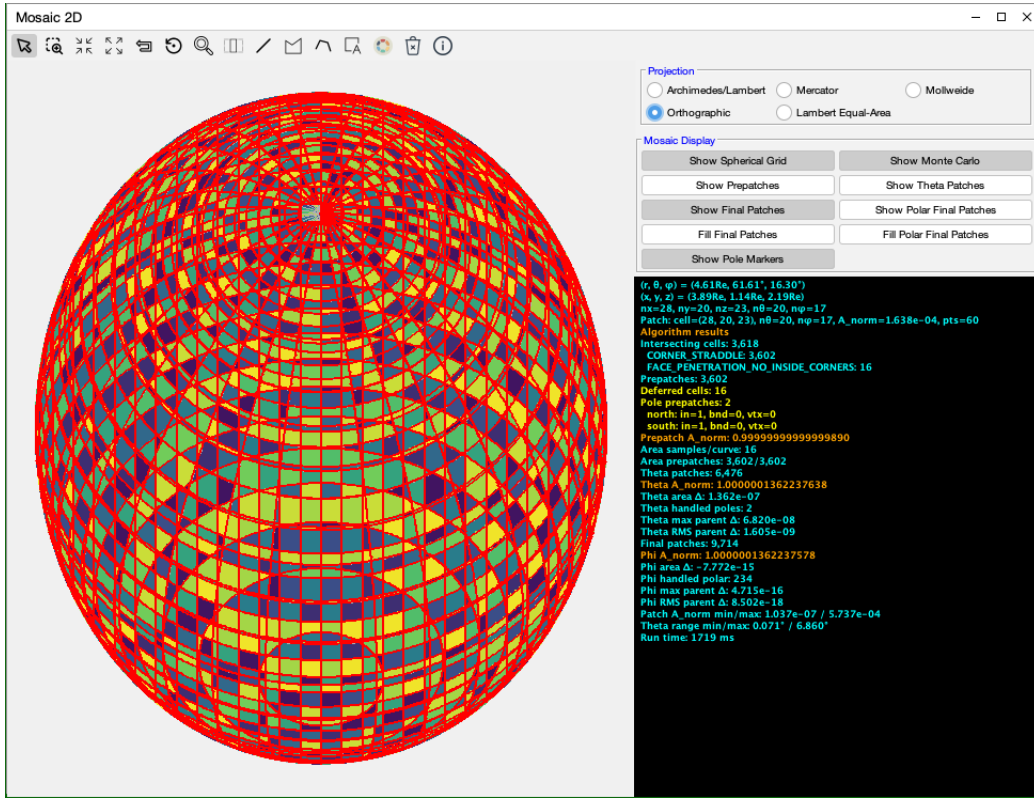 Mosaic 2D
Projection
Archimedes/Lambert Mercator Mollweide
Orthographic Lambert Equal-Area
Mosaic Display
Show Spherical Grid Show Monte Carlo
Show Prepatches Show Theta Patches
Show Final Patches Show Polar Final Patches
Fill Final Patches Fill Polar Final Patches
Show Pole Markers
(r, θ, φ) = (4.61Re, 61.61°, 16.30°)
(x, y, z) = (3.89Re, 1.14Re, 2.19Re)
nx=28, ny=20, nz=23, nθ=20, nφ=17
Patch: cell=(28, 20, 23), nθ=20, nφ=17, A_norm=1.638e-04, pts=60
Algorithm results
Intersecting cells: 3,618
CORNER_STRADDLE: 3,602
FACE_PENETRATION_NO_INSIDE_CORNERS: 16
Prepatches: 3,602
Deferred cells: 16
Pole prepatches: 2
north: in=1, bnd=0, vtx=0
south: in=1, bnd=0, vtx=0
Prepatch A_norm: 0.99999999999999890
Area samples/curve: 16
Area prepatches: 3,602/3,602
Theta patches: 6,476
Theta A_norm: 1.0000001362237638
Theta area Δ: 1.362e-07
Theta handled poles: 2
Theta max parent Δ: 6.820e-08
Theta RMS parent Δ: 1.605e-09
Final patches: 9,714
Phi A_norm: 1.0000001362237578
Phi area Δ: -7.772e-15
Phi handled polar: 234
Phi max parent Δ: 4.715e-16
Phi RMS parent Δ: 8.502e-18
Patch A_norm min/max: 1.037e-07 / 5.737e-04
Theta range min/max: 0.071° / 6.860°
Run time: 1719 ms